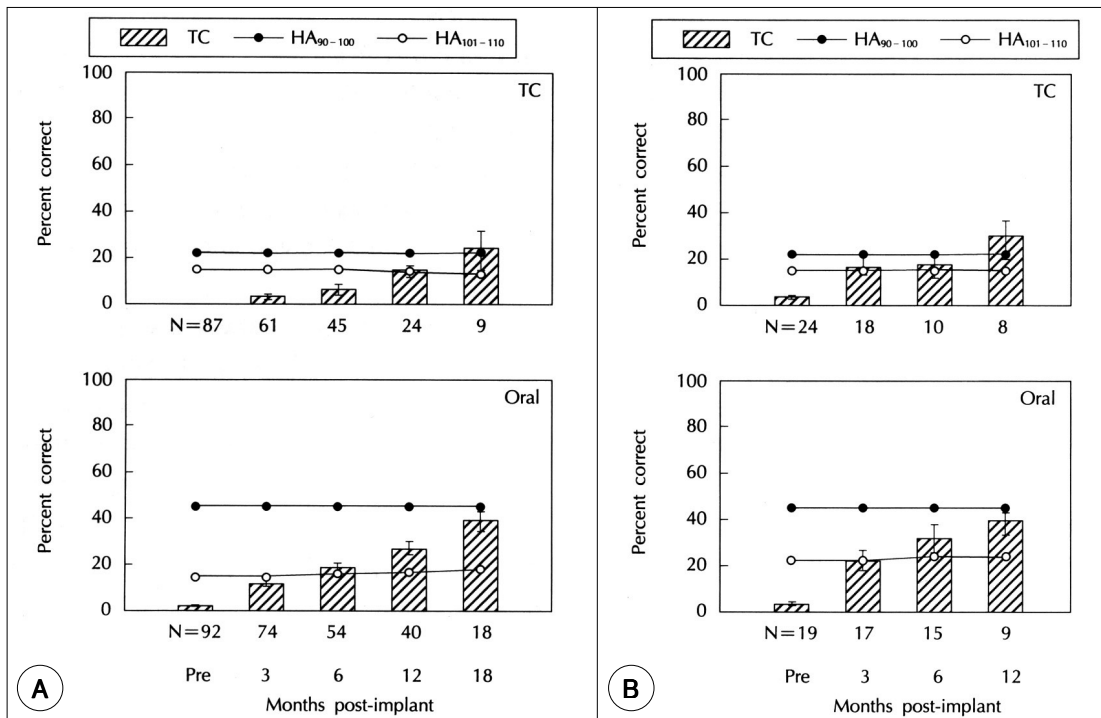 TC HA90-100 HA101-110
100
80
60
40
20
0
Percent correct
TC
N=87 61 45 24 9
100
80
60
40
20
0
Percent correct
Oral
N=92 74 54 40 18
Pre 3 6 12 18
Months post-implant
A
TC HA90-100 HA101-110
100
80
60
40
20
0
Percent correct
TC
N=24 18 10 8
100
80
60
40
20
0
Percent correct
Oral
N=19 17 15 9
Pre 3 6 12
Months post-implant
B